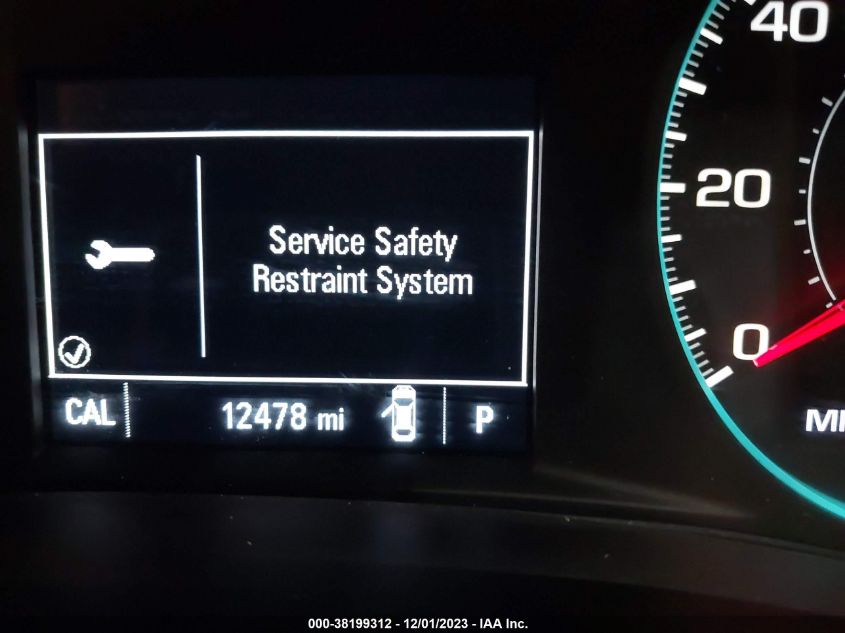 40
20
Service Safety
Restraint System
0
CAL
12478 mi
P
000-38199312 - 12/01/2023 - IAA Inc.